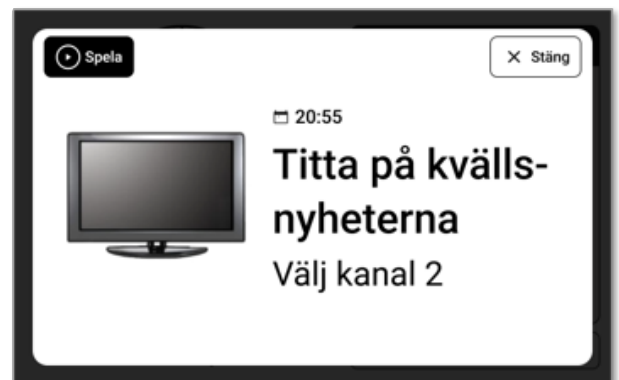 Spela
Stäng
20:55
Titta på kvälls-
nyheterna
Välj kanal 2